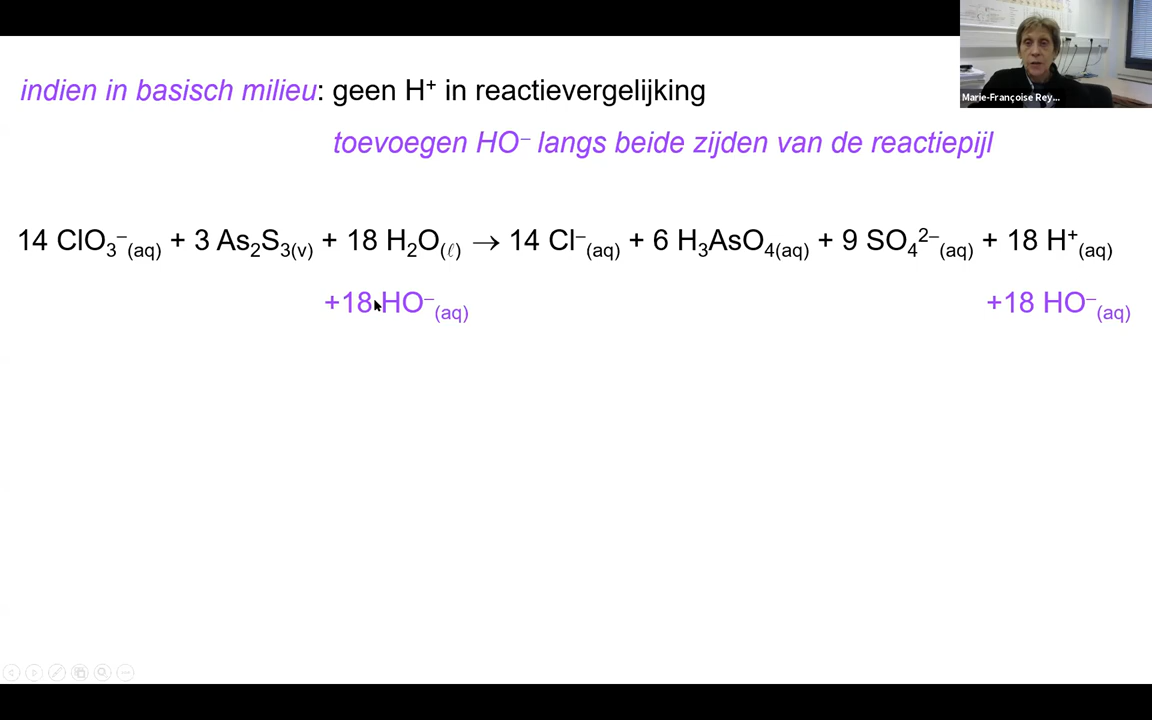 indien in basisch milieu: geen H⁺ in reactievergelijking
toevoegen HO⁻ langs beide zijden van de reactiepijl
14 ClO₃⁻(aq) + 3 As₂S₃(v) + 18 H₂O(ℓ) → 14 Cl⁻(aq) + 6 H₃AsO₄(aq) + 9 SO₄²⁻(aq) + 18 H⁺(aq)
+18 HO⁻(aq) +18 HO⁻(aq)
Marie-Françoise Rey...